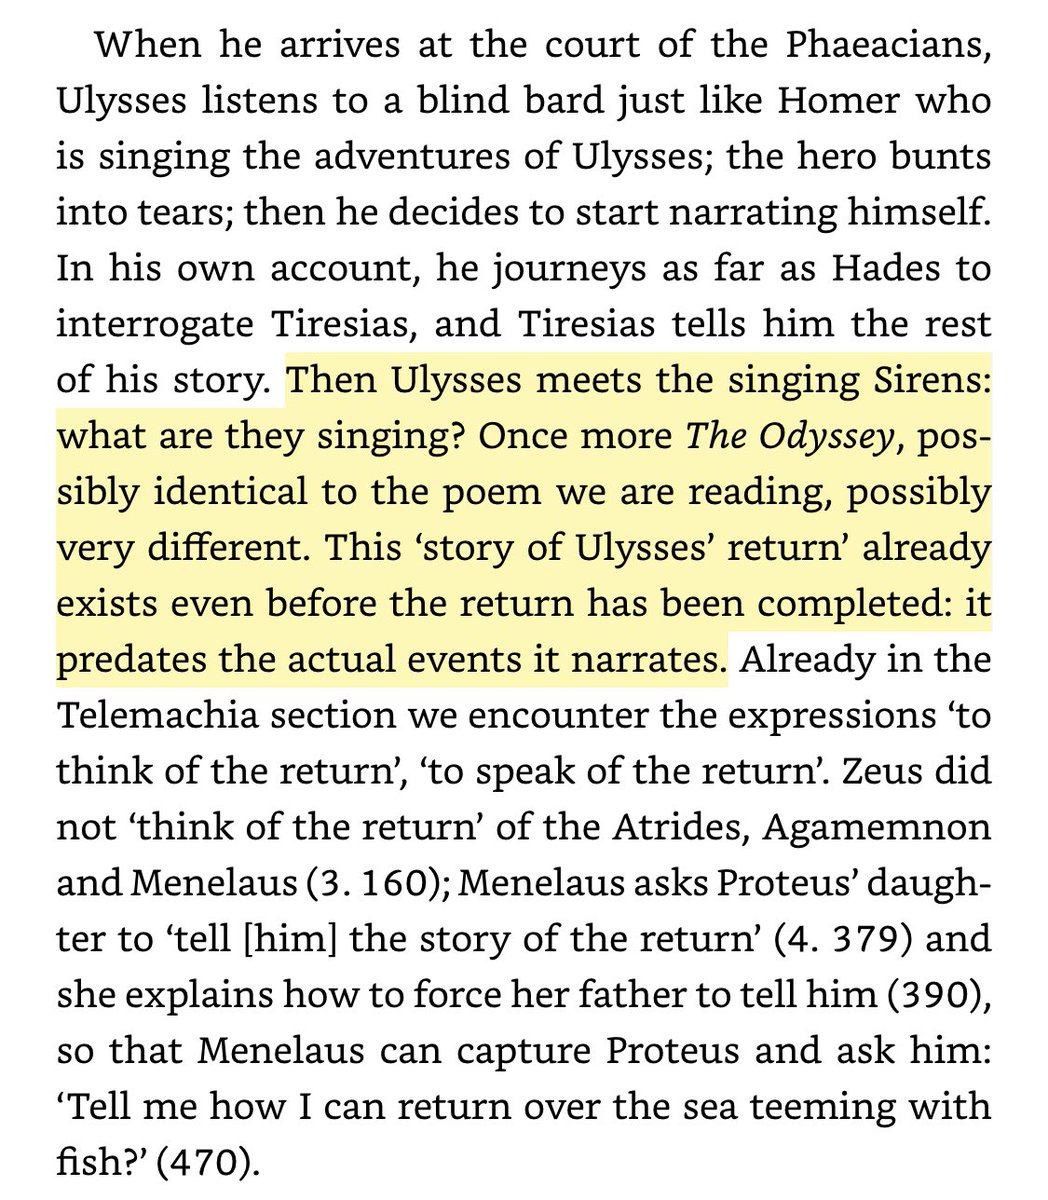 When he arrives at the court of the Phaeacians,
Ulysses listens to a blind bard just like Homer who
is singing the adventures of Ulysses; the hero bunts
into tears; then he decides to start narrating himself.
In his own account, he journeys as far as Hades to
interrogate Tiresias, and Tiresias tells him the rest
of his story. Then Ulysses meets the singing Sirens:
what are they singing? Once more The Odyssey, pos-
sibly identical to the poem we are reading, possibly
very different. This ‘story of Ulysses’ return’ already
exists even before the return has been completed: it
predates the actual events it narrates. Already in the
Telemachia section we encounter the expressions ‘to
think of the return’, ‘to speak of the return’. Zeus did
not ‘think of the return’ of the Atrides, Agamemnon
and Menelaus (3. 160); Menelaus asks Proteus’ daugh-
ter to ‘tell [him] the story of the return’ (4. 379) and
she explains how to force her father to tell him (390),
so that Menelaus can capture Proteus and ask him:
‘Tell me how I can return over the sea teeming with
fish?’ (470).